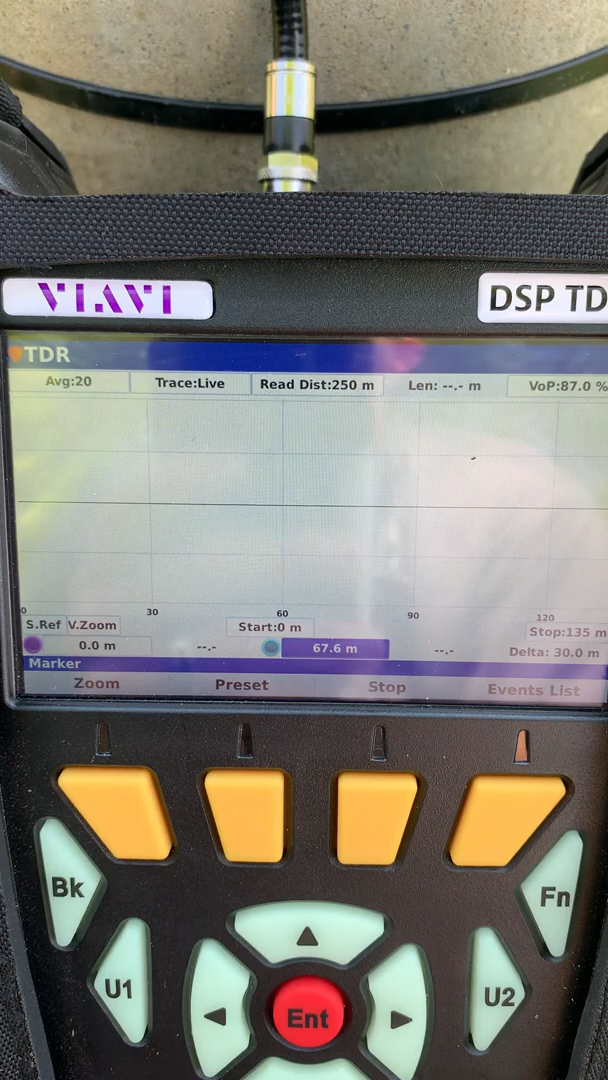 VIAVI
DSP TD
TDR
Avg:20 Trace:Live Read Dist:250 m Len: --.- m VoP:87.0 %
0 30 60 90 120
S.Ref V.Zoom Start:0 m Stop:135 m
0.0 m --.- 67.6 m --.- Delta: 30.0 m
Marker
Zoom Preset Stop Events List
Bk
Fn
U1
U2
Ent